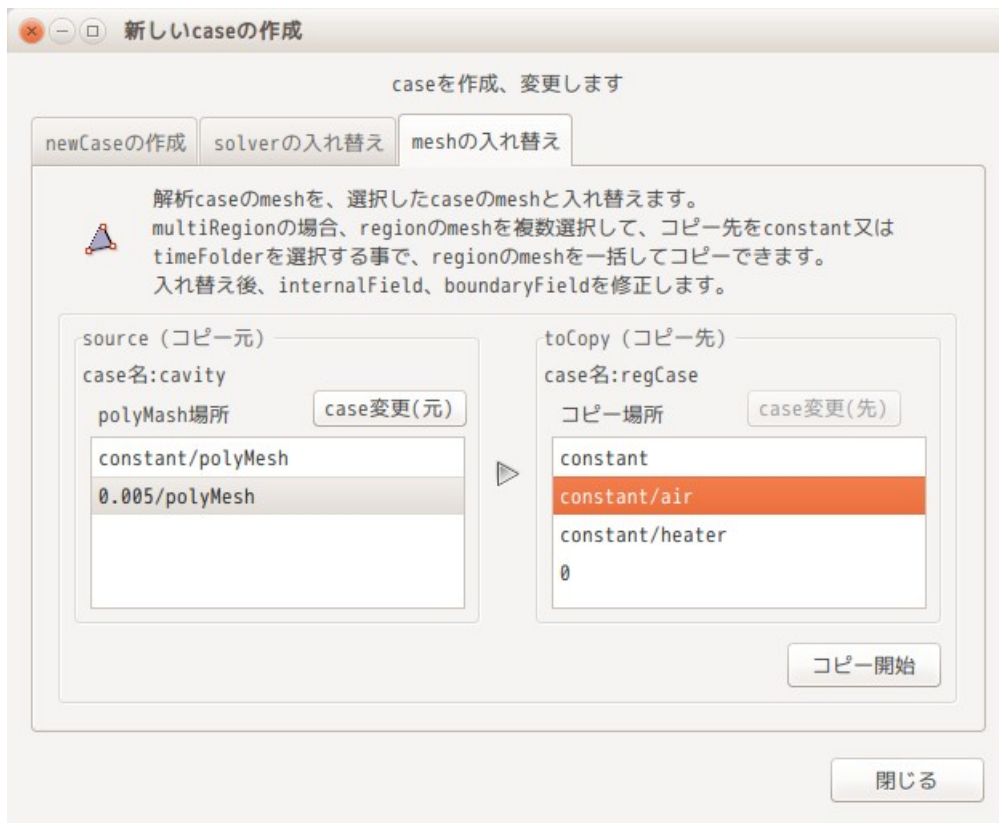 新しいcaseの作成
caseを作成、変更します
newCaseの作成
solverの入れ替え
meshの入れ替え
解析caseのmeshを、選択したcaseのmeshと入れ替えます。
multiRegionの場合、regionのmeshを複数選択して、コピー先をconstant又は
timeFolderを選択する事で、regionのmeshを一括してコピーできます。
入れ替え後、internalField、boundaryFieldを修正します。
source (コピー元)
case名:cavity
polyMash場所
case変更(元)
constant/polyMesh
0.005/polyMesh
toCopy (コピー先)
case名:regCase
コピー場所
case変更(先)
constant
constant/air
constant/heater
0
コピー開始
閉じる